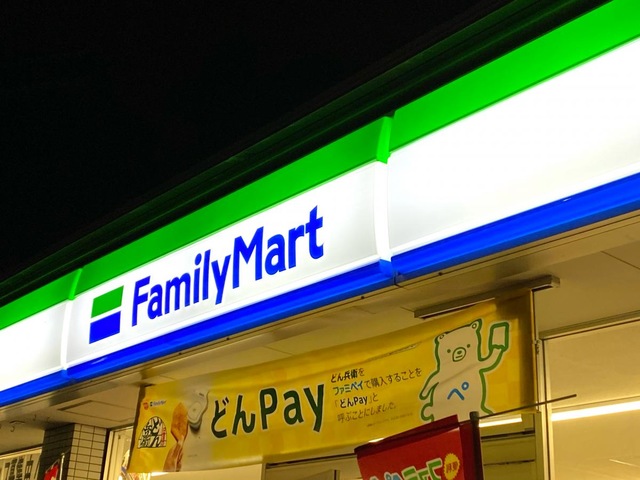 FamilyMart
どんPay
どん兵衛を
ファミペイで購入することを
「どんPay」と
呼ぶことにしました。
ペ